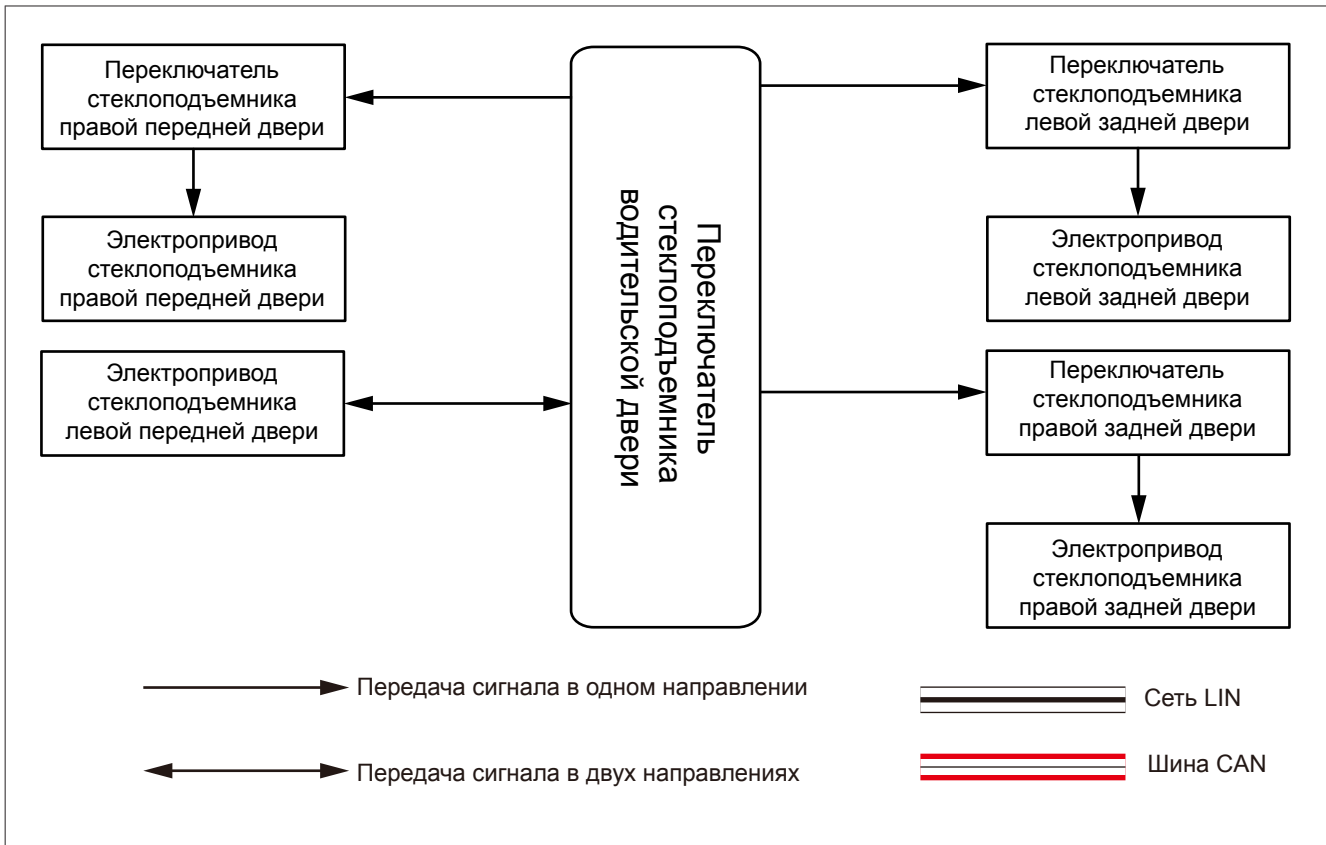 Переключатель
стеклоподъемника
правой передней двери
Электропривод
стеклоподъемника
правой передней двери
Электропривод
стеклоподъемника
левой передней двери
Переключатель
стеклоподъемника
водительской двери
Переключатель
стеклоподъемника
левой задней двери
Электропривод
стеклоподъемника
левой задней двери
Переключатель
стеклоподъемника
правой задней двери
Электропривод
стеклоподъемника
правой задней двери
Передача сигнала в одном направлении
Передача сигнала в двух направлениях
Сеть LIN
Шина CAN